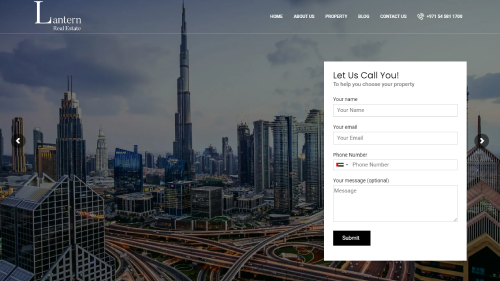 Lantern
Real Estate
HOME
ABOUT US
PROPERTY
BLOG
CONTACT US
+971 54 581 1700
Let Us Call You!
To help you choose your property
Your name
Your Name
Your email
Your Email
Phone Number
Phone Number
Your message (optional)
Message
Submit